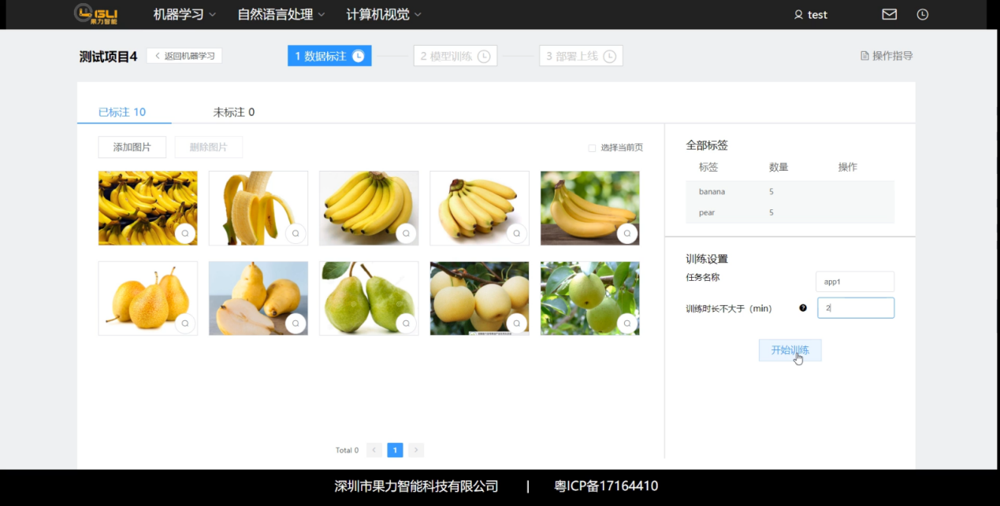 GLI
果力智能
机器学习
自然语言处理
计算机视觉
test
测试项目4
< 返回机器学习
1 数据标注
2 模型训练
3 部署上线
操作指导
已标注 10
未标注 0
添加图片
删除图片
选择当前页
全部标签
标签 数量 操作
banana 5
pear 5
训练设置
任务名称 app1
训练时长不大于（min） ? 2
开始训练
Total 0 < 1 >
深圳市果力智能科技有限公司 | 粤ICP备17164410